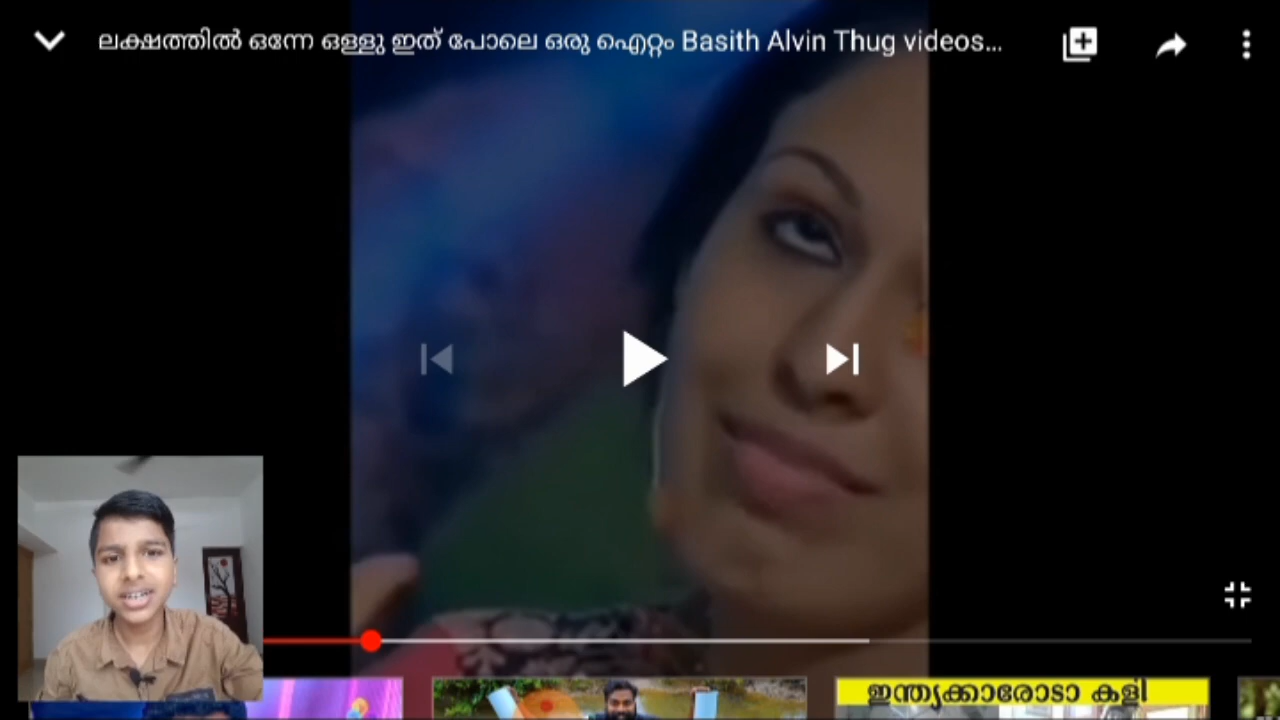 ലക്ഷത്തിൽ ഒന്നേ ഒള്ളു ഇത് പോലെ ഒരു ഐറ്റം Basith Alvin Thug videos...
ഇന്ത്യക്കാരോടാ കളി